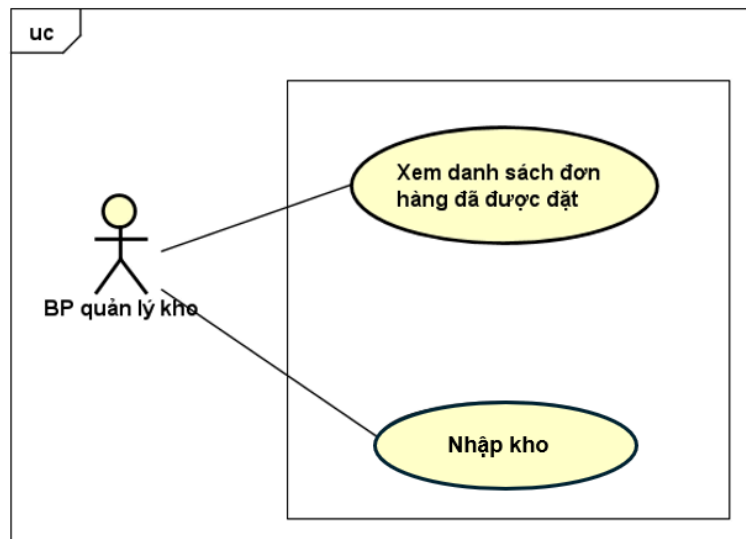 uc
Xem danh sách đơn
hàng đã được đặt
BP quản lý kho
Nhập kho